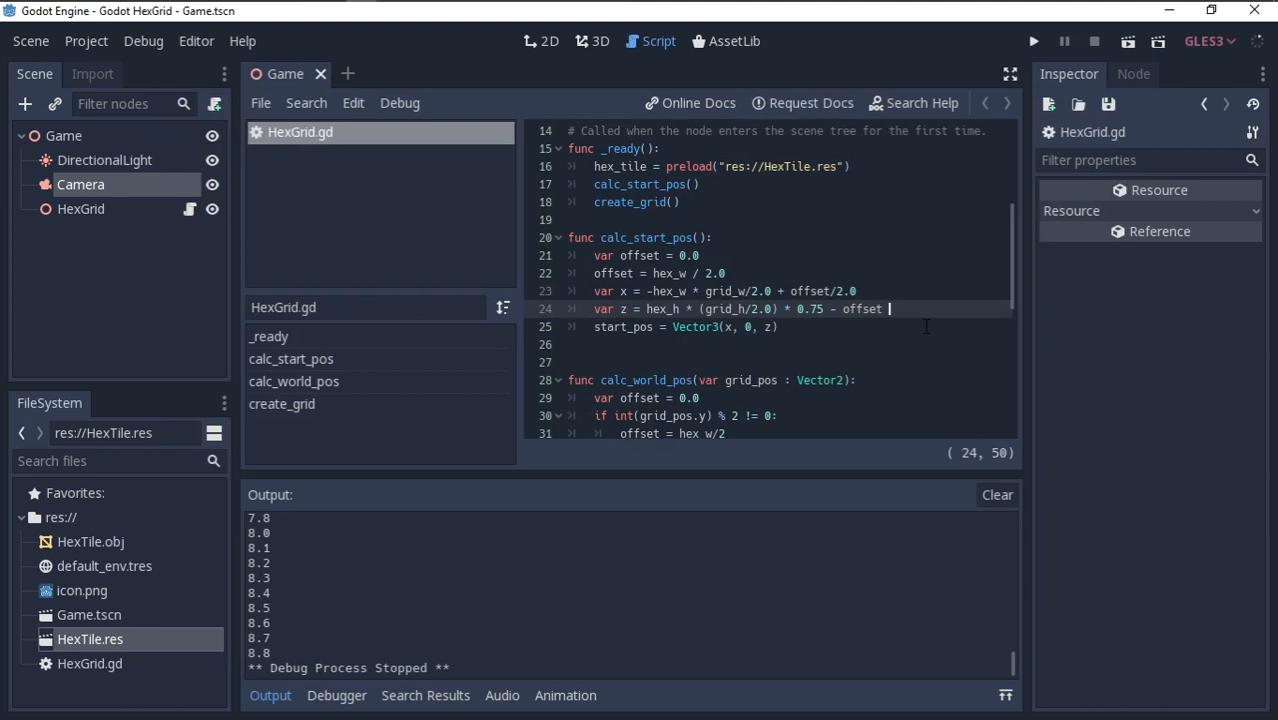 Godot Engine - Godot HexGrid - Game.tscn
Scene Project Debug Editor Help
2D 3D Script AssetLib
GLES3
Scene Import
Filter nodes
Game
DirectionalLight
Camera
HexGrid
FileSystem
res://HexTile.res
Search files
Favorites:
res://
HexTile.obj
default_env.tres
icon.png
Game.tscn
HexTile.res
HexGrid.gd
Game
File Search Edit Debug
Online Docs Request Docs Search Help
HexGrid.gd
HexGrid.gd
_ready
calc_start_pos
calc_world_pos
create_grid
14 # Called when the node enters the scene tree for the first time.
15 func _ready():
16 hex_tile = preload("res://HexTile.res")
17 calc_start_pos()
18 create_grid()
19
20 func calc_start_pos():
21 var offset = 0.0
22 offset = hex_w / 2.0
23 var x = -hex_w * grid_w/2.0 + offset/2.0
24 var z = hex_h * (grid_h/2.0) * 0.75 - offset
25 start_pos = Vector3(x, 0, z)
26
27
28 func calc_world_pos(var grid_pos : Vector2):
29 var offset = 0.0
30 if int(grid_pos.y) % 2 != 0:
31 offset = hex_w/2
( 24, 50)
Output:
Clear
7.8
8.0
8.1
8.2
8.3
8.4
8.5
8.6
8.7
8.8
** Debug Process Stopped **
Output Debugger Search Results Audio Animation
Inspector Node
HexGrid.gd
Filter properties
Resource
Resource
Reference